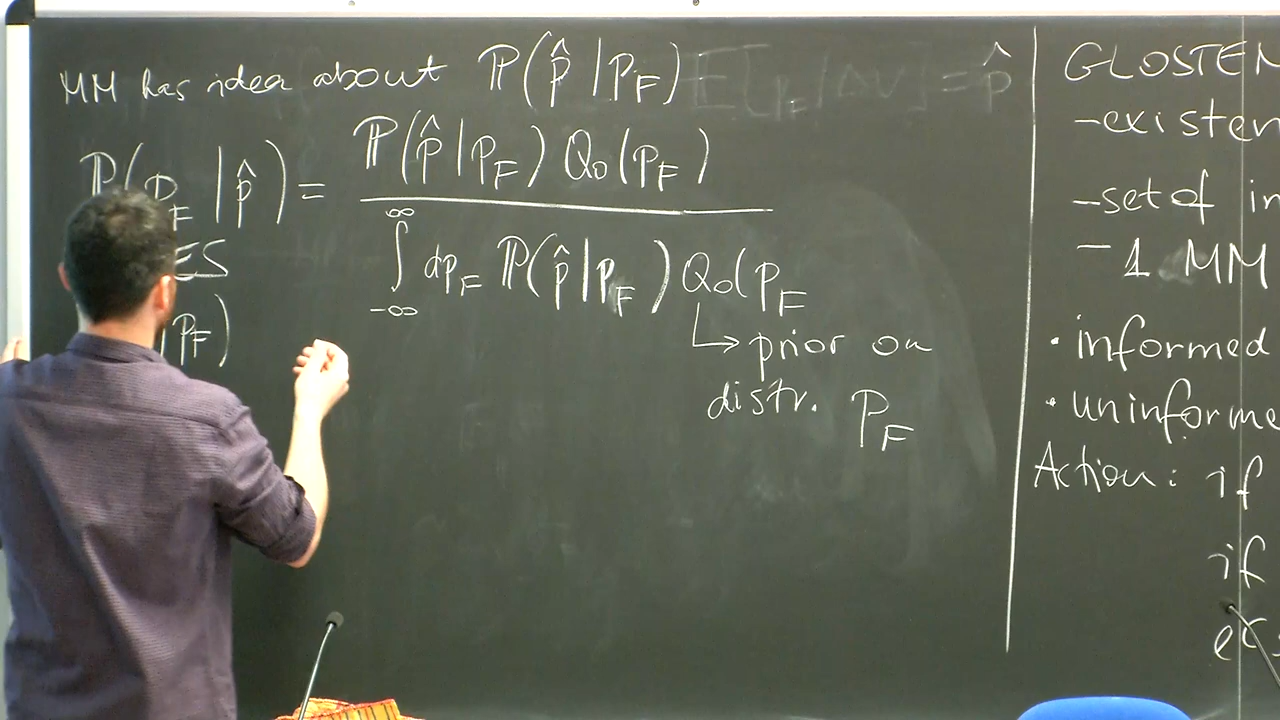 MM has idea about ℙ(p̂ | p_F) E[p_F | ΔV] = p̂
ℙ(p_F | p̂) = ℙ(p̂ | p_F) Q₀(p_F) / ∫_{-∞}^{∞} dp_F ℙ(p̂ | p_F) Q₀(p_F
ES
p_F)
↳ prior on
distr. P_F
GLOSTEN
- existen
- set of in
- 1 MM
· informed
· uninforme
Action: if
if